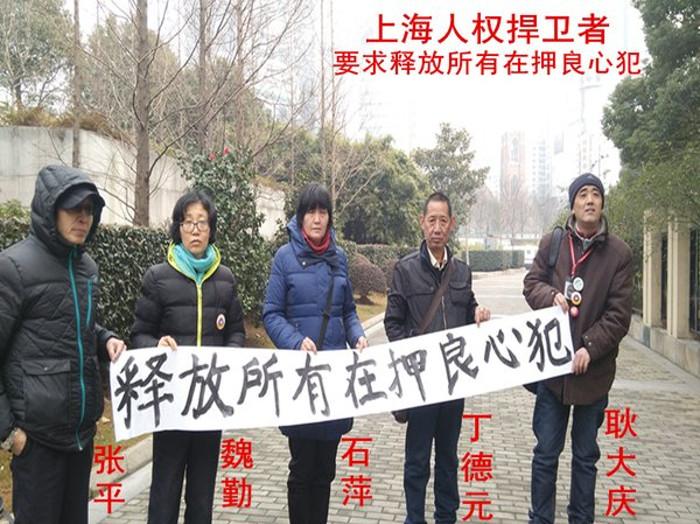 上海人权捍卫者
要求释放所有在押良心犯
释放所有在押良心犯
张平
魏勤
石萍
丁德元
耿大庆